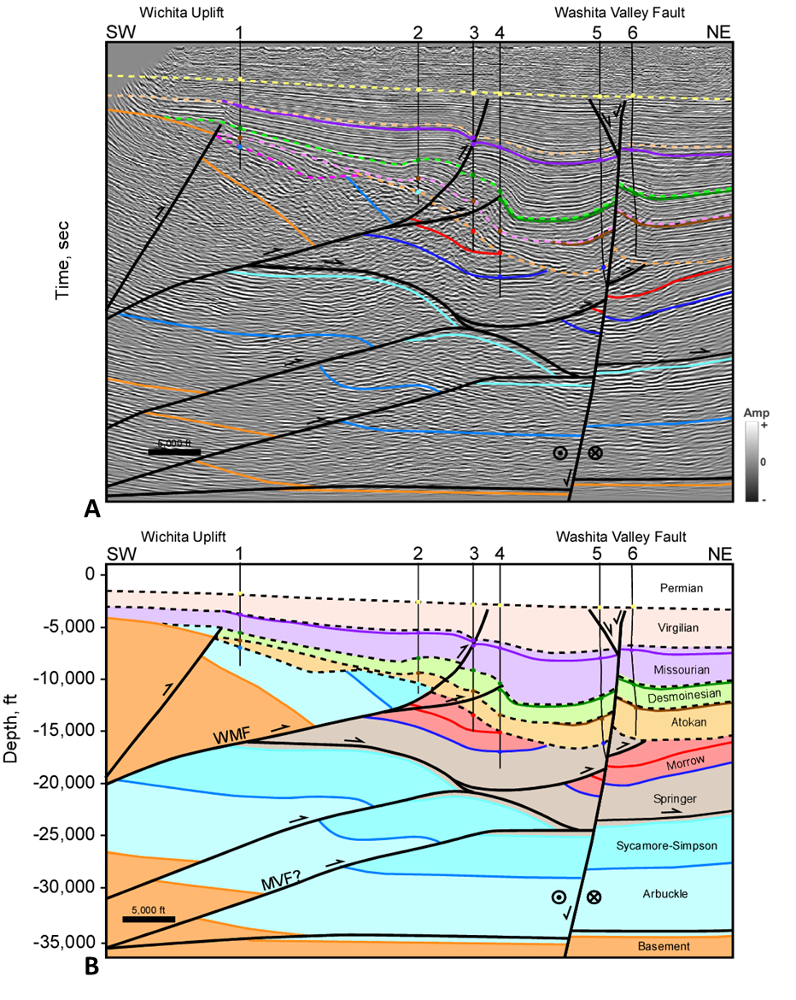 Wichita Uplift
Washita Valley Fault
SW 1 2 3 4 5 6 NE
Time, sec
Amp
+
0
-
5,000 ft
A
Wichita Uplift
Washita Valley Fault
SW 1 2 3 4 5 6 NE
0
Permian
-5,000
Virgilian
Missourian
-10,000
Desmoinesian
Depth, ft
Atokan
-15,000
WMF
Morrow
-20,000
Springer
-25,000
Sycamore-Simpson
MVF?
-30,000
Arbuckle
5,000 ft
-35,000
Basement
B